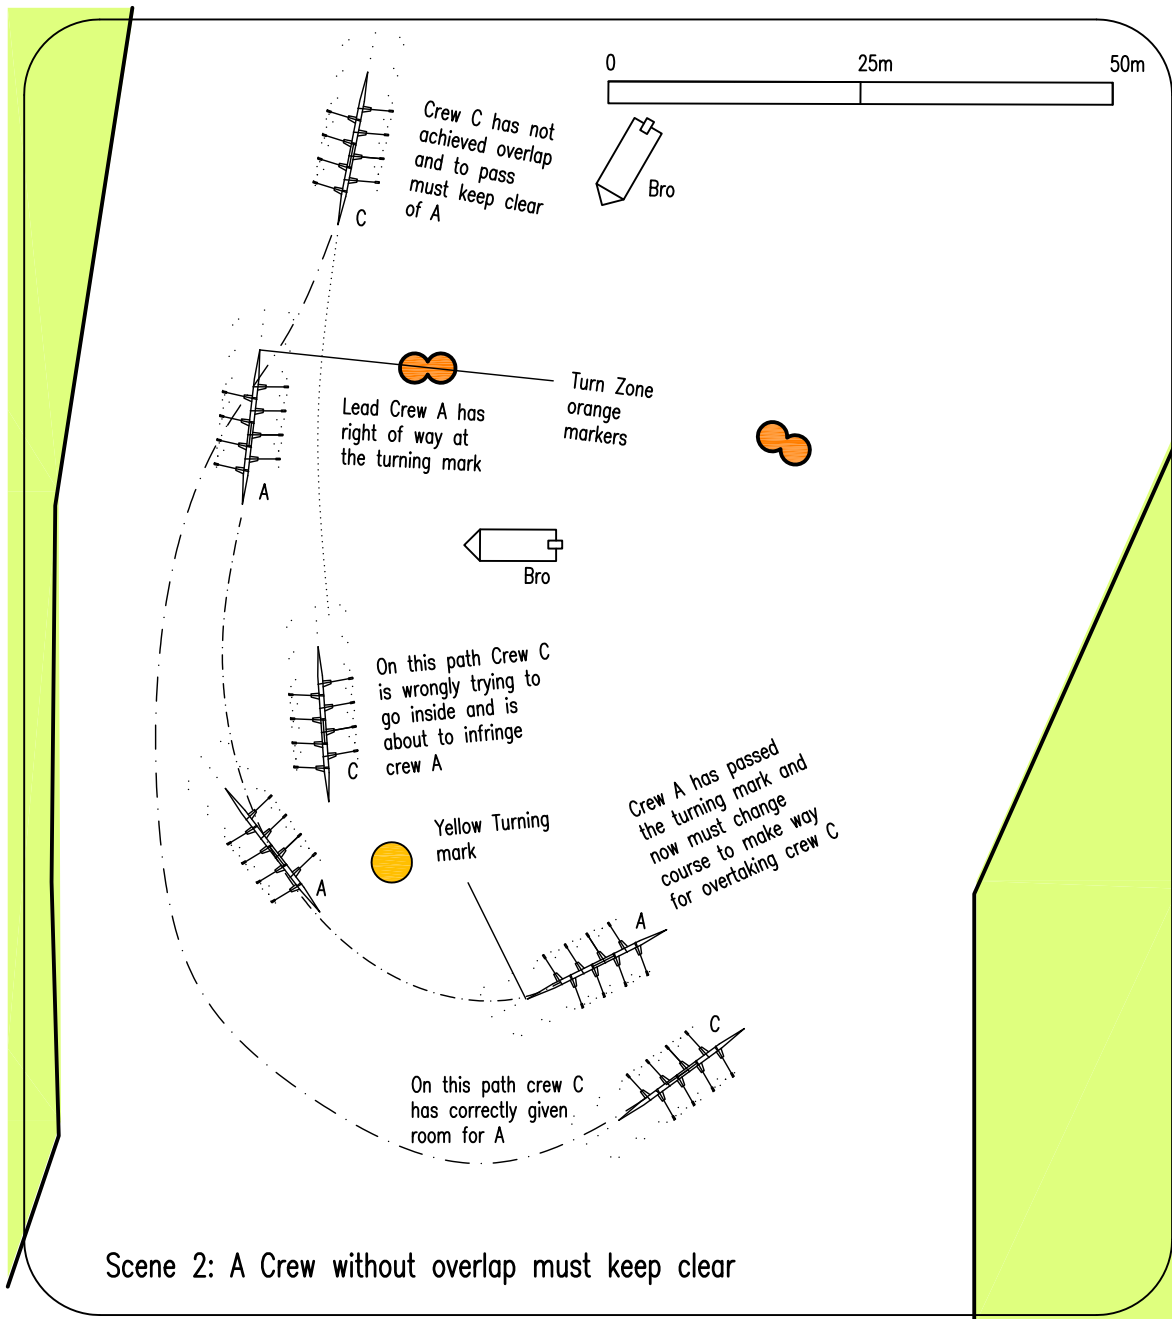 0
25m
50m
Crew C has not
achieved overlap
and to pass
must keep clear
of A
Bro
C
Turn Zone
orange
markers
Lead Crew A has
right of way at
the turning mark
A
Bro
On this path Crew C
is wrongly trying to
go inside and is
about to infringe
crew A
C
Crew A has passed
the turning mark and
now must change
course to make way
for overtaking crew C
Yellow Turning
mark
A
A
C
On this path crew C
has correctly given
room for A
Scene 2: A Crew without overlap must keep clear